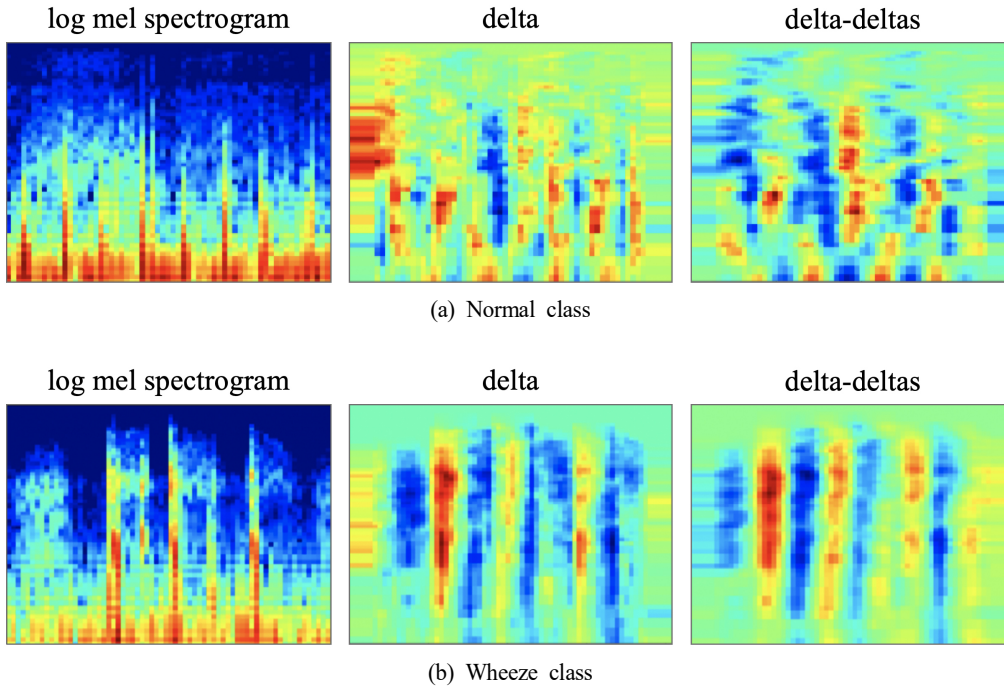 log mel spectrogram delta delta-deltas
(a) Normal class
log mel spectrogram delta delta-deltas
(b) Wheeze class